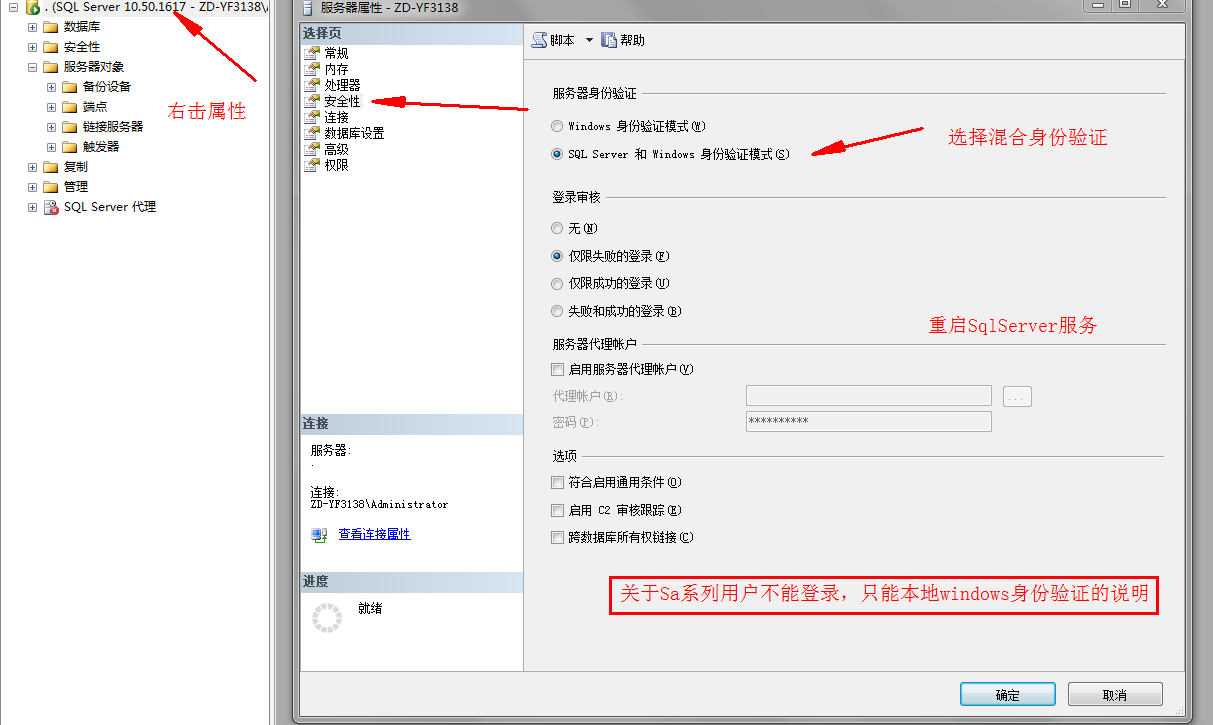 . (SQL Server 10.50.1617 - ZD-YF3138\
数据库
安全性
服务器对象
备份设备
端点
链接服务器
触发器
复制
管理
SQL Server 代理
右击属性
服务器属性 - ZD-YF3138
选择页
常规
内存
处理器
安全性
连接
数据库设置
高级
权限
连接
服务器:
.
连接:
ZD-YF3138\Administrator
查看连接属性
进度
就绪
脚本
帮助
服务器身份验证
Windows 身份验证模式(W)
SQL Server 和 Windows 身份验证模式(S)
选择混合身份验证
登录审核
无(N)
仅限失败的登录(F)
仅限成功的登录(U)
失败和成功的登录(B)
重启SqlServer服务
服务器代理帐户
启用服务器代理帐户(V)
代理帐户(R):
...
密码(P):
**********
选项
符合启用通用条件(O)
启用 C2 审核跟踪(E)
跨数据库所有权链接(C)
关于Sa系列用户不能登录，只能本地windows身份验证的说明
确定
取消